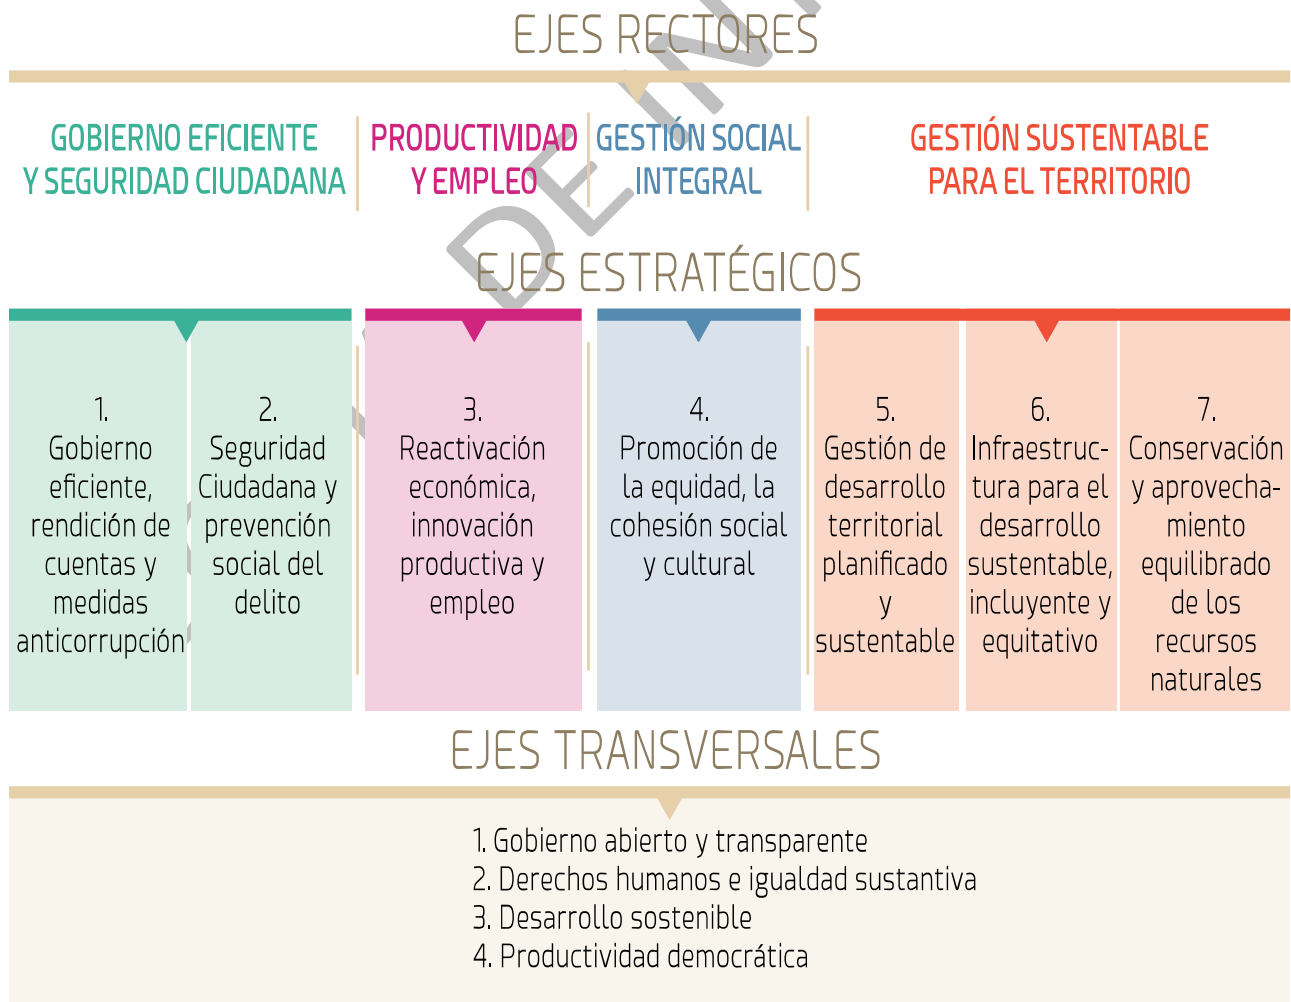 EJES RECTORES
GOBIERNO EFICIENTE
Y SEGURIDAD CIUDADANA
PRODUCTIVIDAD
Y EMPLEO
GESTIÓN SOCIAL
INTEGRAL
GESTIÓN SUSTENTABLE
PARA EL TERRITORIO
EJES ESTRATÉGICOS
1.
Gobierno
eficiente,
rendición de
cuentas y
medidas
anticorrupción
2.
Seguridad
Ciudadana y
prevención
social del
delito
3.
Reactivación
económica,
innovación
productiva y
empleo
4.
Promoción de
la equidad, la
cohesión social
y cultural
5.
Gestión de
desarrollo
territorial
planificado
y
sustentable
6.
Infraestruc-
tura para el
desarrollo
sustentable,
incluyente y
equitativo
7.
Conservación
y aprovecha-
miento
equilibrado
de los
recursos
naturales
EJES TRANSVERSALES
1. Gobierno abierto y transparente
2. Derechos humanos e igualdad sustantiva
3. Desarrollo sostenible
4. Productividad democrática
DE